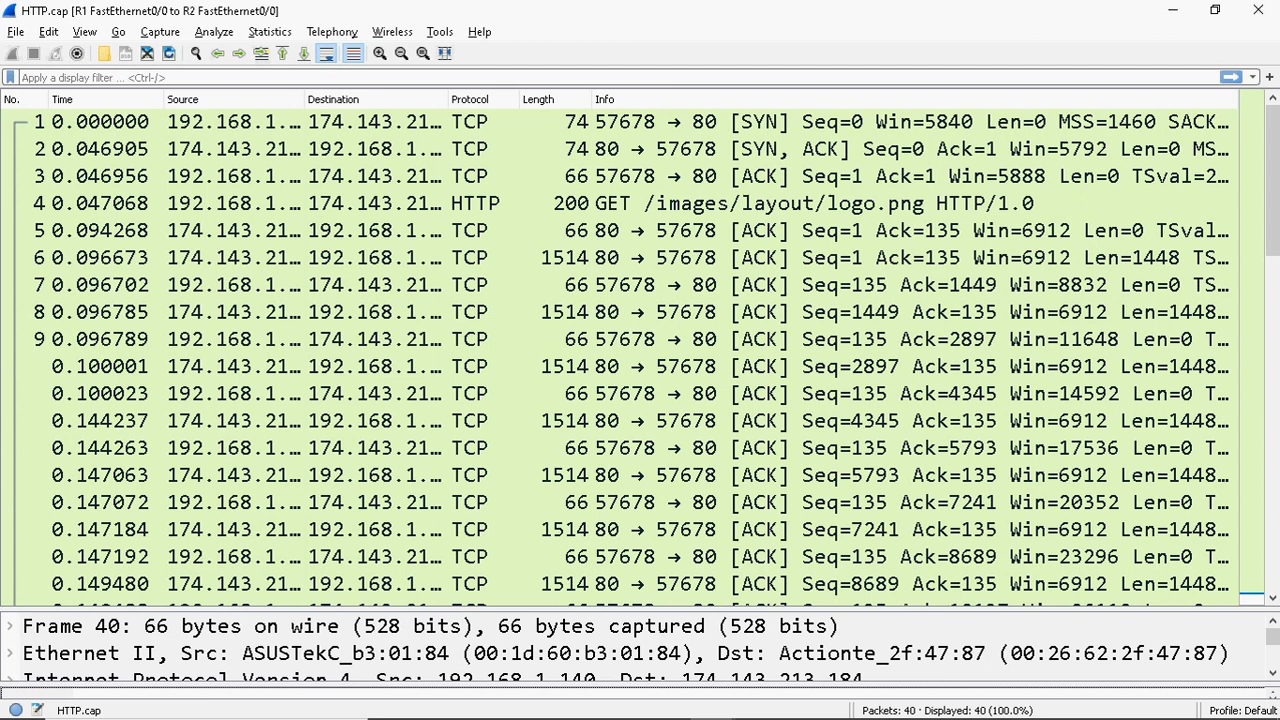 HTTP.cap [R1 FastEthernet0/0 to R2 FastEthernet0/0]
File Edit View Go Capture Analyze Statistics Telephony Wireless Tools Help
Apply a display filter ... <Ctrl-/>
No. Time Source Destination Protocol Length Info
1 0.000000 192.168.1.… 174.143.21… TCP 74 57678 → 80 [SYN] Seq=0 Win=5840 Len=0 MSS=1460 SACK…
2 0.046905 174.143.21… 192.168.1.… TCP 74 80 → 57678 [SYN, ACK] Seq=0 Ack=1 Win=5792 Len=0 MS…
3 0.046956 192.168.1.… 174.143.21… TCP 66 57678 → 80 [ACK] Seq=1 Ack=1 Win=5888 Len=0 TSval=2…
4 0.047068 192.168.1.… 174.143.21… HTTP 200 GET /images/layout/logo.png HTTP/1.0
5 0.094268 174.143.21… 192.168.1.… TCP 66 80 → 57678 [ACK] Seq=1 Ack=135 Win=6912 Len=0 TSval…
6 0.096673 174.143.21… 192.168.1.… TCP 1514 80 → 57678 [ACK] Seq=1 Ack=135 Win=6912 Len=1448 TS…
7 0.096702 192.168.1.… 174.143.21… TCP 66 57678 → 80 [ACK] Seq=135 Ack=1449 Win=8832 Len=0 TS…
8 0.096785 174.143.21… 192.168.1.… TCP 1514 80 → 57678 [ACK] Seq=1449 Ack=135 Win=6912 Len=1448…
9 0.096789 192.168.1.… 174.143.21… TCP 66 57678 → 80 [ACK] Seq=135 Ack=2897 Win=11648 Len=0 T…
0.100001 174.143.21… 192.168.1.… TCP 1514 80 → 57678 [ACK] Seq=2897 Ack=135 Win=6912 Len=1448…
0.100023 192.168.1.… 174.143.21… TCP 66 57678 → 80 [ACK] Seq=135 Ack=4345 Win=14592 Len=0 T…
0.144237 174.143.21… 192.168.1.… TCP 1514 80 → 57678 [ACK] Seq=4345 Ack=135 Win=6912 Len=1448…
0.144263 192.168.1.… 174.143.21… TCP 66 57678 → 80 [ACK] Seq=135 Ack=5793 Win=17536 Len=0 T…
0.147063 174.143.21… 192.168.1.… TCP 1514 80 → 57678 [ACK] Seq=5793 Ack=135 Win=6912 Len=1448…
0.147072 192.168.1.… 174.143.21… TCP 66 57678 → 80 [ACK] Seq=135 Ack=7241 Win=20352 Len=0 T…
0.147184 174.143.21… 192.168.1.… TCP 1514 80 → 57678 [ACK] Seq=7241 Ack=135 Win=6912 Len=1448…
0.147192 192.168.1.… 174.143.21… TCP 66 57678 → 80 [ACK] Seq=135 Ack=8689 Win=23296 Len=0 T…
0.149480 174.143.21… 192.168.1.… TCP 1514 80 → 57678 [ACK] Seq=8689 Ack=135 Win=6912 Len=1448…
Frame 40: 66 bytes on wire (528 bits), 66 bytes captured (528 bits)
Ethernet II, Src: ASUSTekC_b3:01:84 (00:1d:60:b3:01:84), Dst: Actionte_2f:47:87 (00:26:62:2f:47:87)
Internet Protocol Version 4, Src: 192.168.1.140, Dst: 174.143.213.184
HTTP.cap Packets: 40 · Displayed: 40 (100.0%) Profile: Default